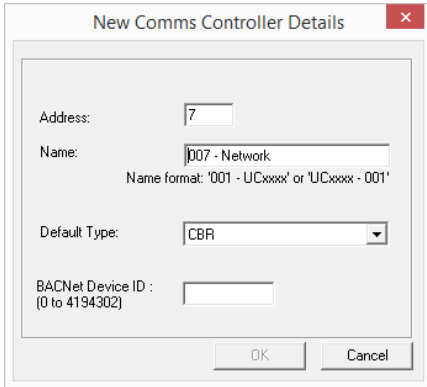 New Comms Controller Details
Address:
7
Name:
007 - Network
Name format: '001 - UCxxxx' or 'UCxxxx - 001'
Default Type:
CBR
BACNet Device ID :
(0 to 4194302)
OK
Cancel